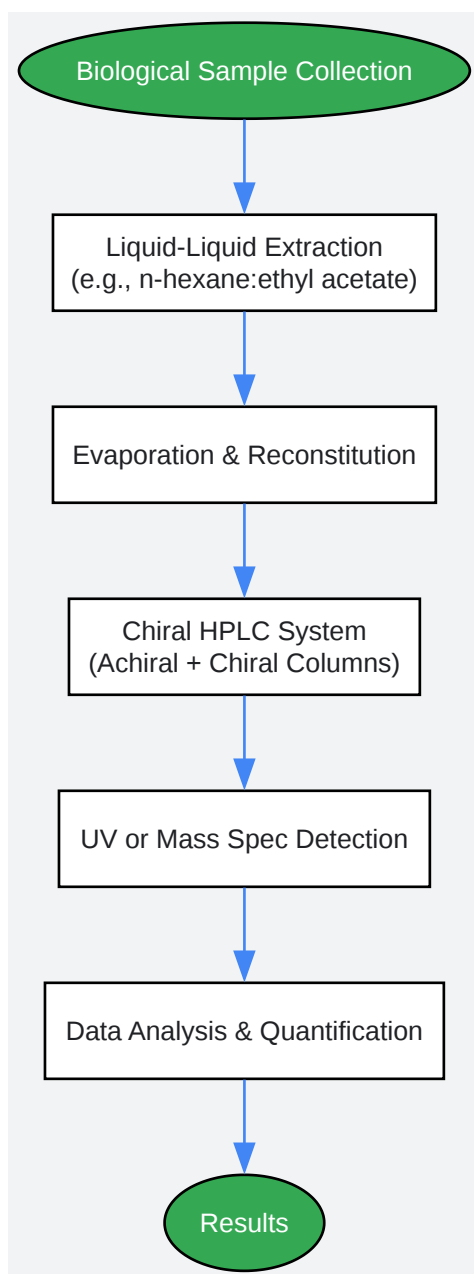 Biological Sample Collection
Liquid-Liquid Extraction
(e.g., n-hexane:ethyl acetate)
Evaporation & Reconstitution
Chiral HPLC System
(Achiral + Chiral Columns)
UV or Mass Spec Detection
Data Analysis & Quantification
Results